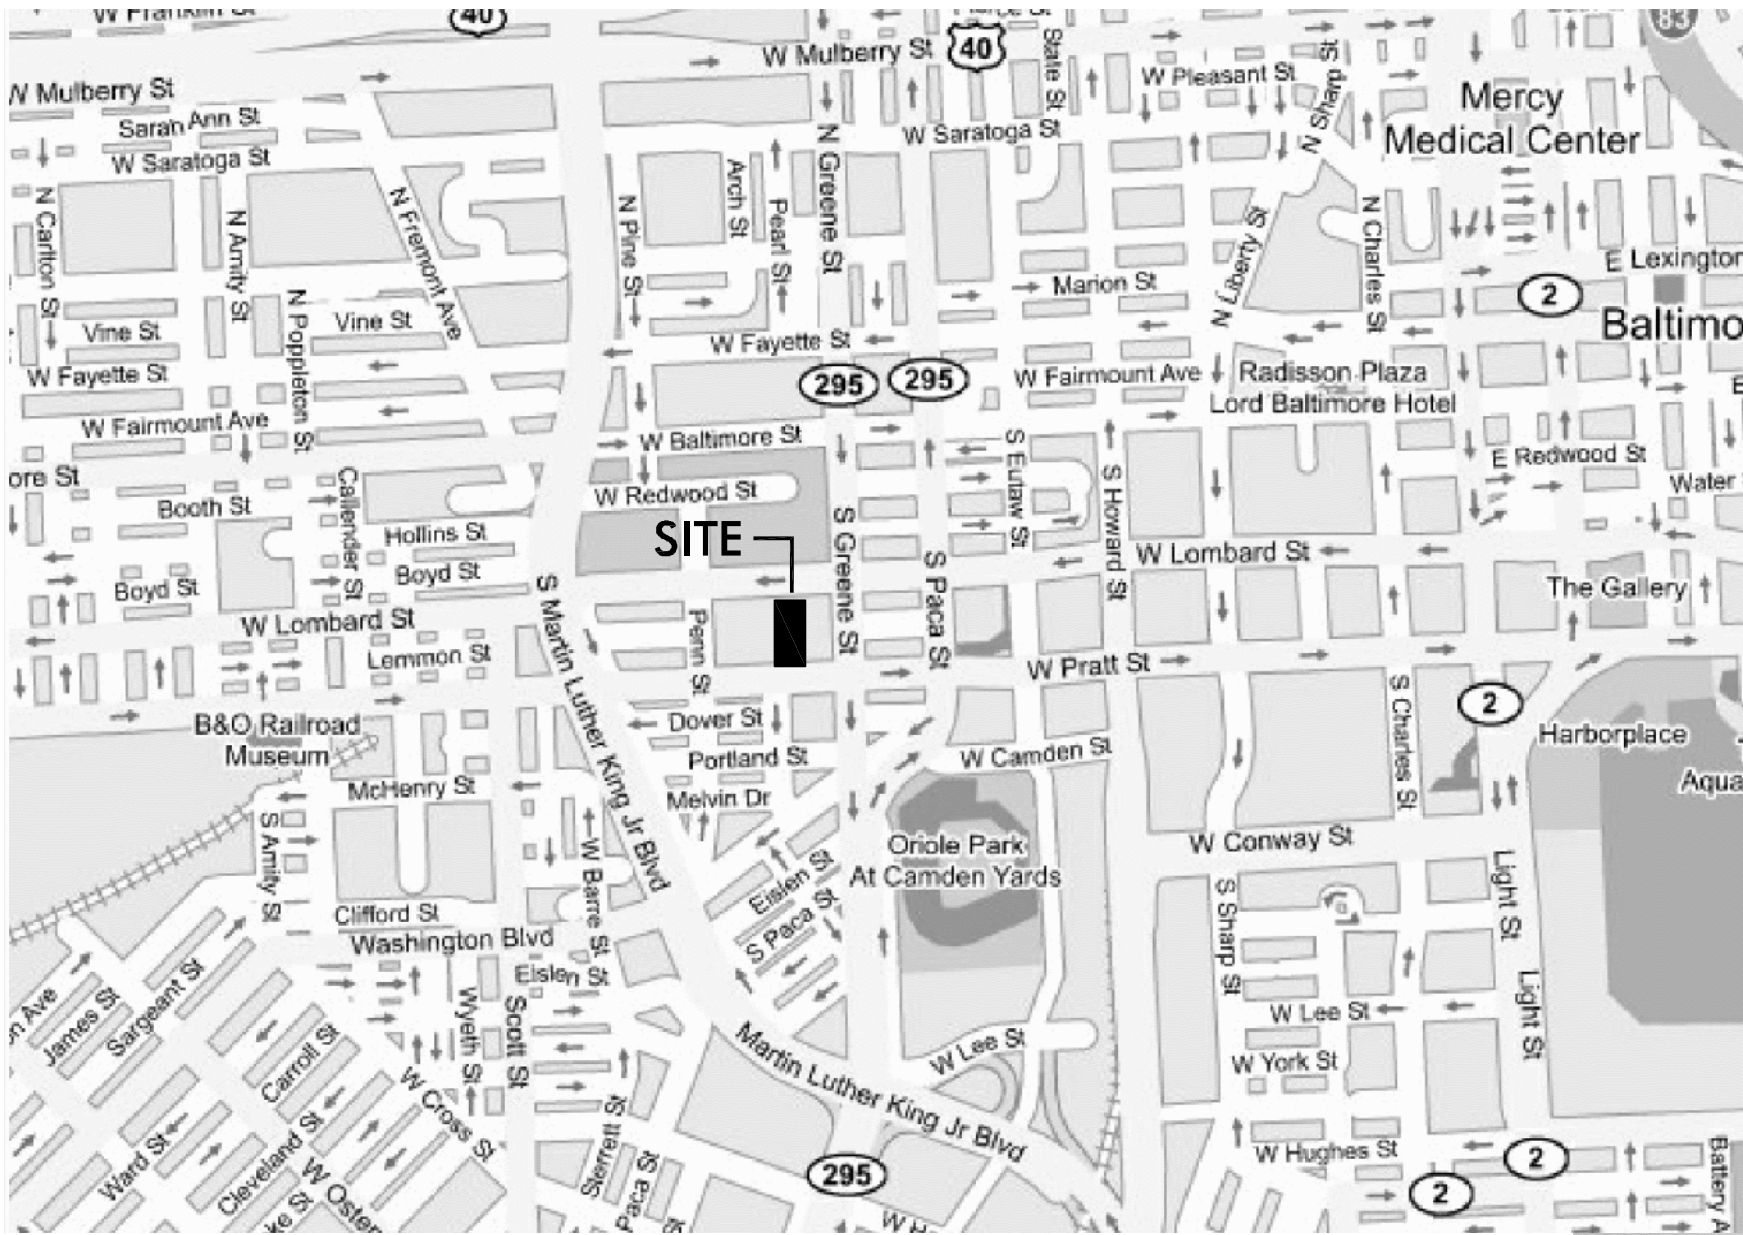 W Franklin St
40
W Mulberry St
40
State St
W Pleasant St
N Sharp St
83
W Mulberry St
Sarah Ann St
W Saratoga St
N Greene St
W Saratoga St
Mercy
Medical Center
N Carlton St
N Amity St
N Fremont Ave
N Pine St
Arch St
Pearl St
N Liberty St
N Charles St
E Lexington
Marion St
2
N Poppleton St
Vine St
Vine St
W Fayette St
Baltimo
W Fayette St
295
295
W Fairmount Ave
Radisson Plaza
Lord Baltimore Hotel
W Fairmount Ave
W Baltimore St
S Eutaw St
E Redwood St
ore St
Callender St
W Redwood St
S Howard St
Water
Booth St
Hollins St
SITE
S Greene St
S Paca St
W Lombard St
Boyd St
Boyd St
The Gallery
W Lombard St
S Martin Luther King Jr Blvd
Penn St
Lemmon St
W Pratt St
S Charles St
2
B&O Railroad
Museum
Dover St
Portland St
W Camden St
Harborplace
Aqua
McHenry St
Melvin Dr
S Amity St
W Barre St
Oriole Park
At Camden Yards
W Conway St
Light St
Eislen St
S Paca St
S Sharp St
Clifford St
Washington Blvd
Eislen St
Sargeant St
James St
on Ave
Wyeth St
Scott St
W Lee St
Light St
Carroll St
W Lee St
W York St
Martin Luther King Jr Blvd
W Cross St
Cleveland St
Ward St
Sterrett St
Paca St
295
W Hughes St
2
2
Battery A
W Oster
ke St
W H